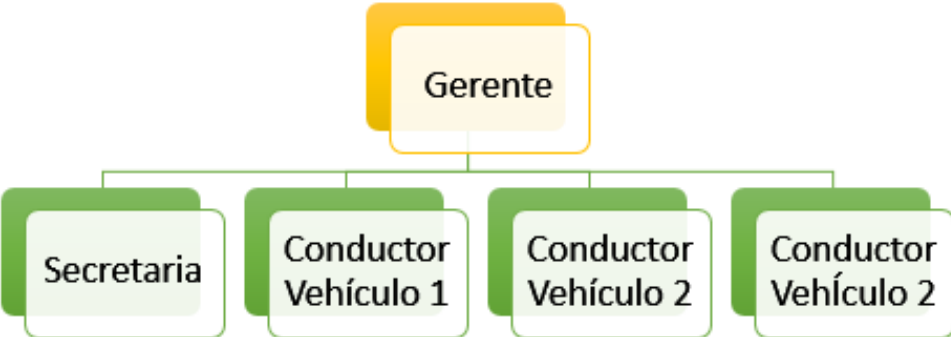 Gerente
Secretaria
Conductor
Vehículo 1
Conductor
Vehículo 2
Conductor
VehÍculo 2